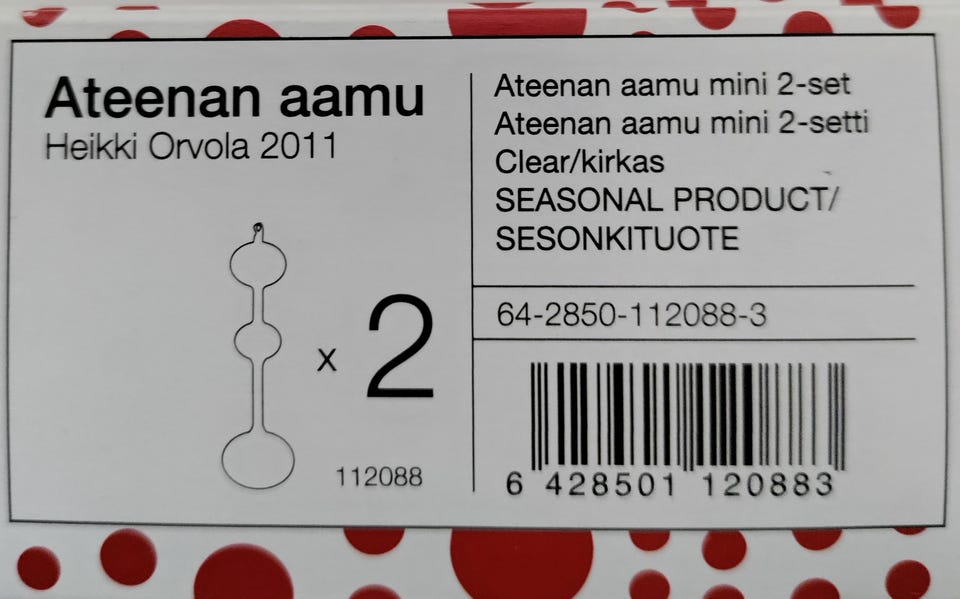 Ateenan aamu
Heikki Orvola 2011
x 2
112088
Ateenan aamu mini 2-set
Ateenan aamu mini 2-setti
Clear/kirkas
SEASONAL PRODUCT/
SESONKITUOTE
64-2850-112088-3
6 428501 120883